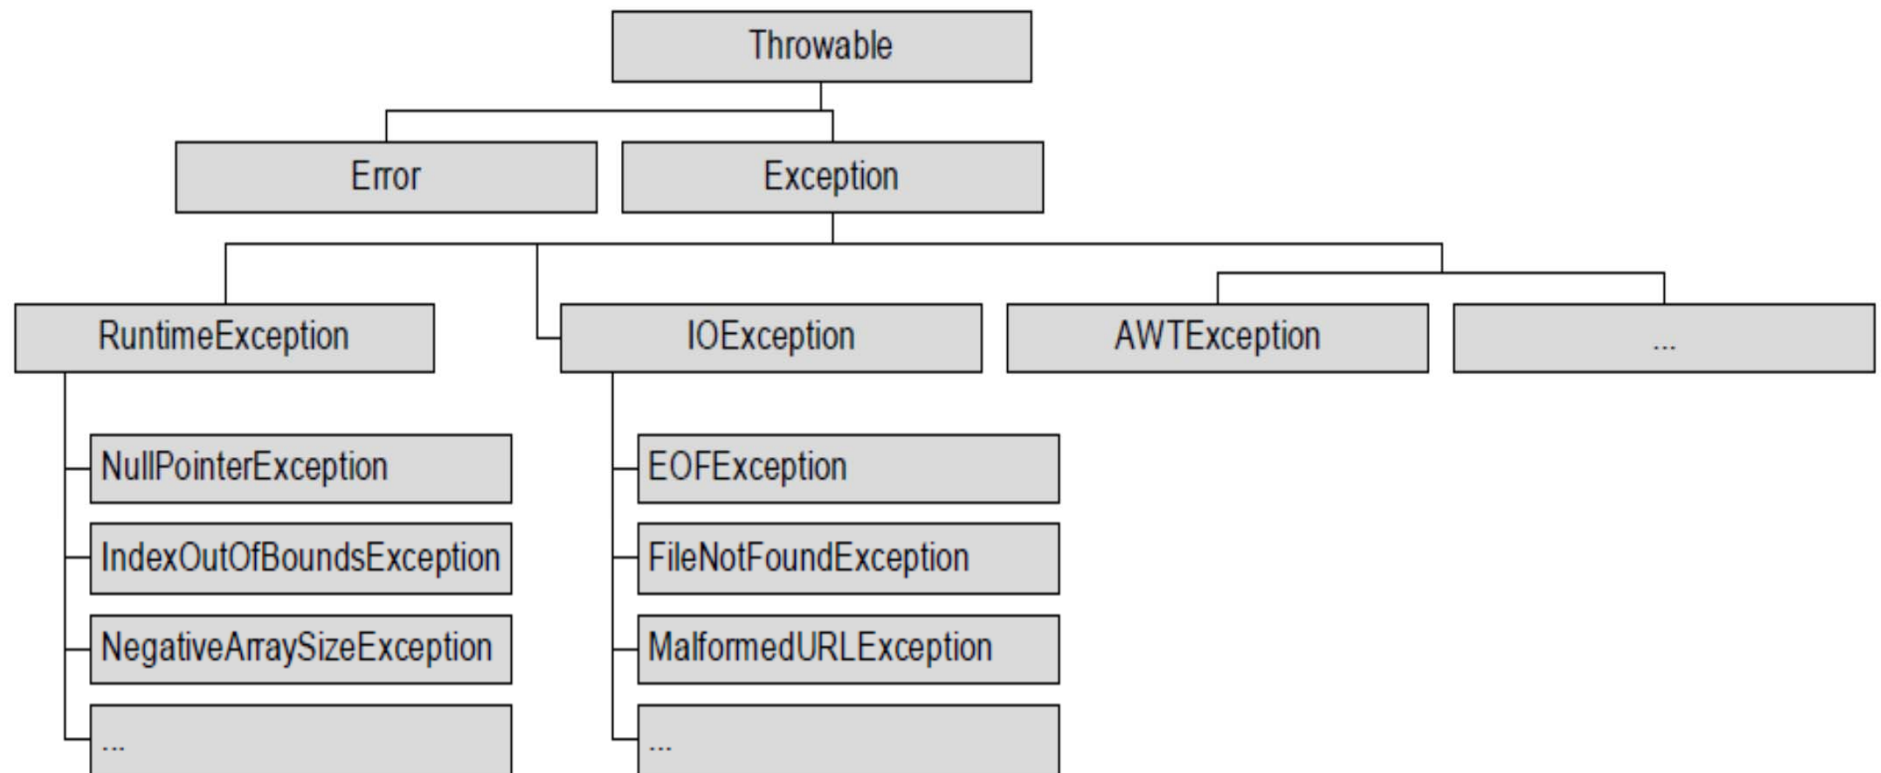 Throwable
Error
Exception
RuntimeException
IOException
AWTException
...
NullPointerException
EOFException
IndexOutOfBoundsException
FileNotFoundException
NegativeArraySizeException
MalformedURLException
...
...